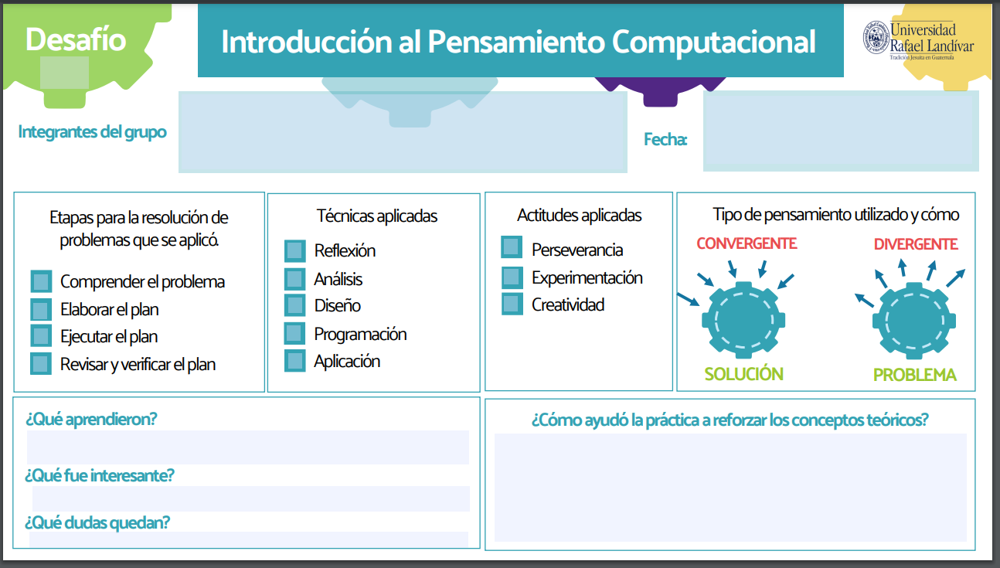 Desafío
Introducción al Pensamiento Computacional
Universidad
Rafael Landívar
Tradición Jesuita en Guatemala
Integrantes del grupo
Fecha:
Etapas para la resolución de
problemas que se aplicó.
Comprender el problema
Elaborar el plan
Ejecutar el plan
Revisar y verificar el plan
Técnicas aplicadas
Reflexión
Análisis
Diseño
Programación
Aplicación
Actitudes aplicadas
Perseverancia
Experimentación
Creatividad
Tipo de pensamiento utilizado y cómo
CONVERGENTE
DIVERGENTE
SOLUCIÓN
PROBLEMA
¿Qué aprendieron?
¿Qué fue interesante?
¿Qué dudas quedan?
¿Cómo ayudó la práctica a reforzar los conceptos teóricos?